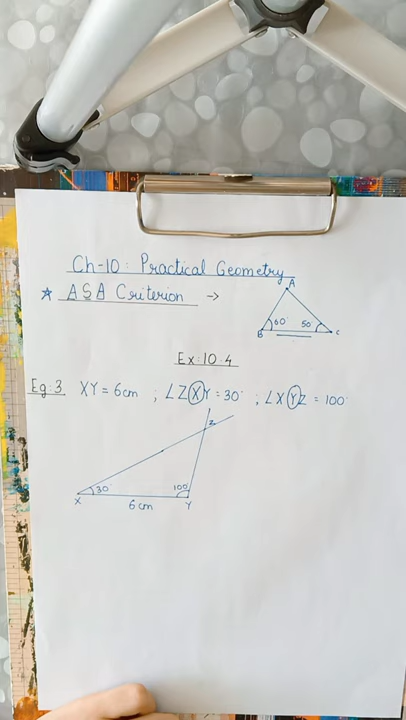 Ch-10: Practical Geometry
☆ ASA Criterion →
A
60°
50°
B
C
Ex:10.4
Eg:3 XY = 6cm ; ∠ZXY = 30° ; ∠XYZ = 100°
Z
30°
100°
X
Y
6 cm